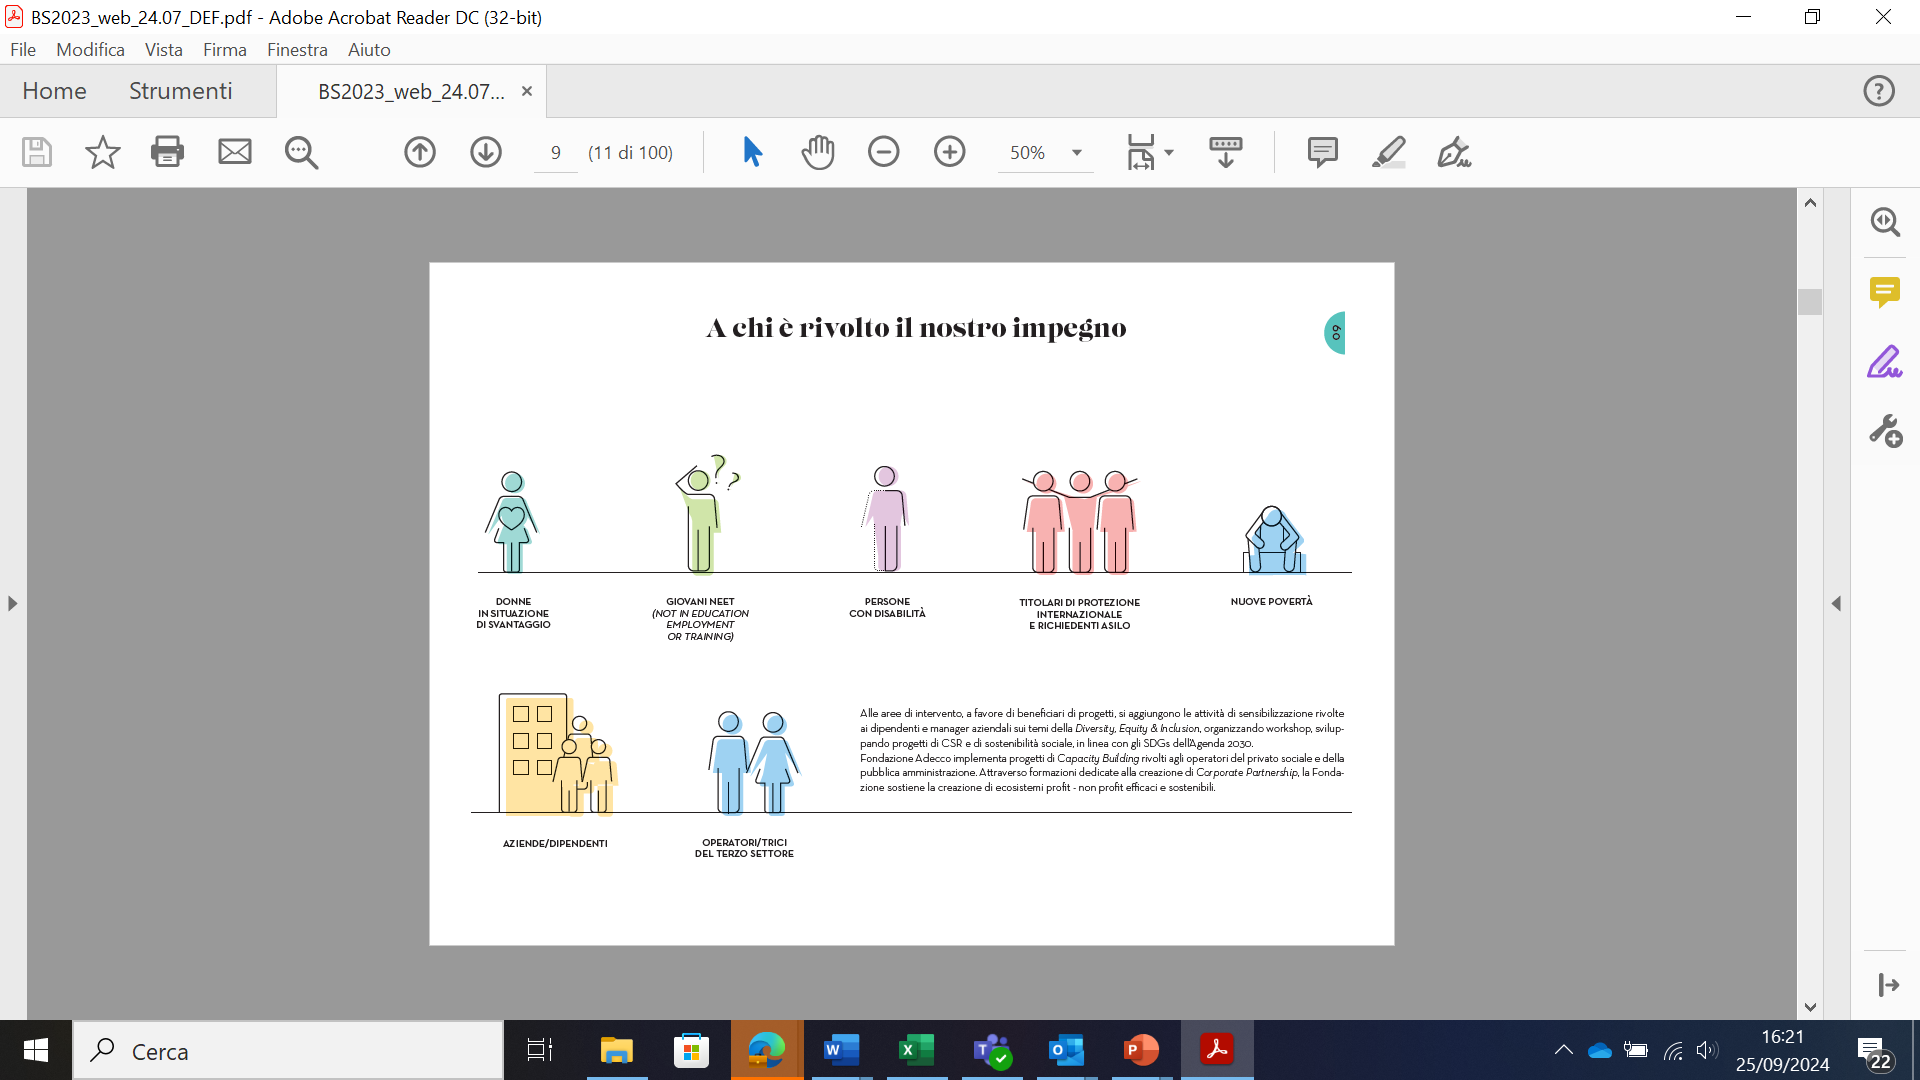 BS2023_web_24.07_DEF.pdf - Adobe Acrobat Reader DC (32-bit)
File Modifica Vista Firma Finestra Aiuto
Home Strumenti BS2023_web_24.07...
9 (11 di 100) 50%
A chi è rivolto il nostro impegno
09
DONNE
IN SITUAZIONE
DI SVANTAGGIO
GIOVANI NEET
(NOT IN EDUCATION
EMPLOYMENT
OR TRAINING)
PERSONE
CON DISABILITÀ
TITOLARI DI PROTEZIONE
INTERNAZIONALE
E RICHIEDENTI ASILO
NUOVE POVERTÀ
Alle aree di intervento, a favore di beneficiari di progetti, si aggiungono le attività di sensibilizzazione rivolte
ai dipendenti e manager aziendali sui temi della Diversity, Equity & Inclusion, organizzando workshop, svilup-
pando progetti di CSR e di sostenibilità sociale, in linea con gli SDGs dell'Agenda 2030.
Fondazione Adecco implementa progetti di Capacity Building rivolti agli operatori del privato sociale e della
pubblica amministrazione. Attraverso formazioni dedicate alla creazione di Corporate Partnership, la Fonda-
zione sostiene la creazione di ecosistemi profit - non profit efficaci e sostenibili.
AZIENDE/DIPENDENTI
OPERATORI/TRICI
DEL TERZO SETTORE
Cerca
16:21
25/09/2024
22